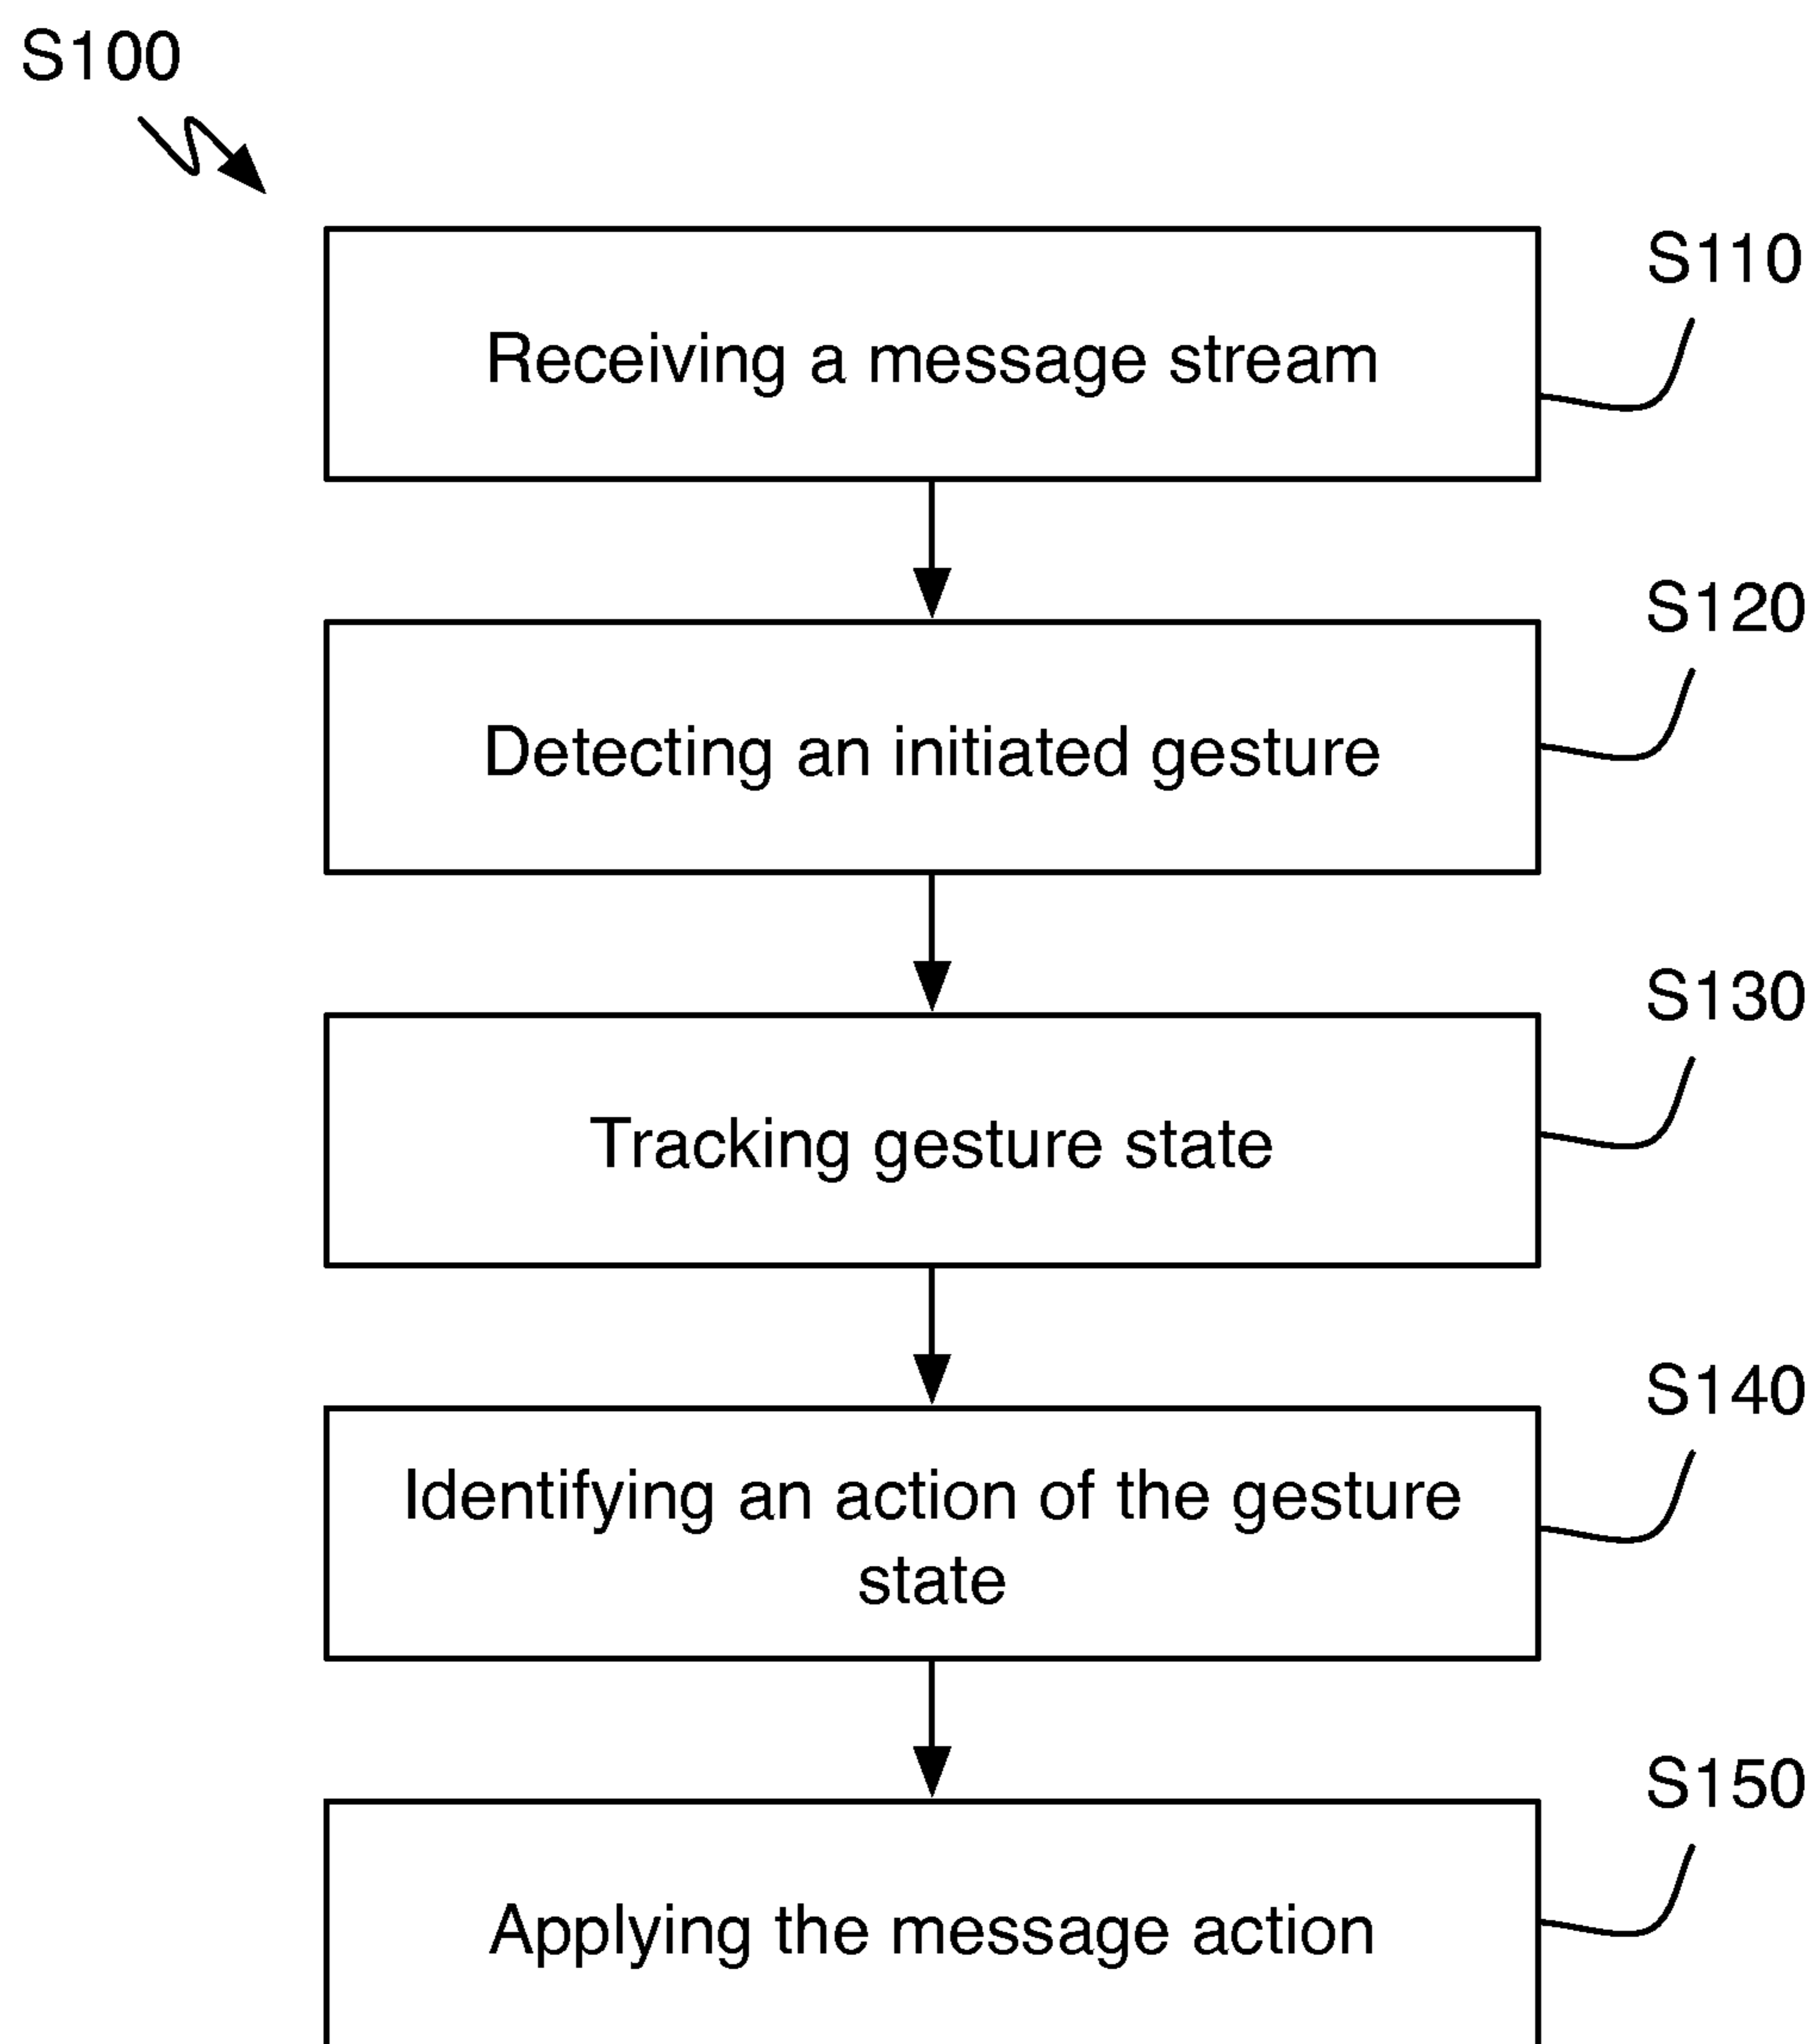 S100
S110
Receiving a message stream
S120
Detecting an initiated gesture
S130
Tracking gesture state
S140
Identifying an action of the gesture
state
S150
Applying the message action